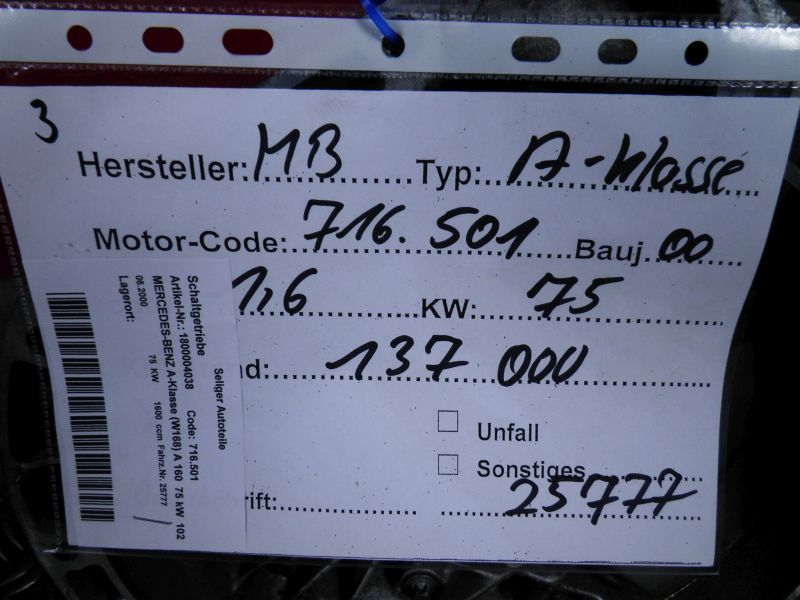 3
Hersteller: MB Typ: A-Klasse
Motor-Code: 716.501 Bauj. 00
1,6 KW: 75
d: 137 000
Unfall
Sonstiges
rift: 25777
Seliger Autoteile
Schaltgetriebe
Artikel-Nr.: 1800004038 Code: 716.501
MERCEDES-BENZ A-Klasse (W168) A 160 75 kW 102
06.2000 75 KW 1600 ccm Fahrz.Nr. 25777
Lagerort: